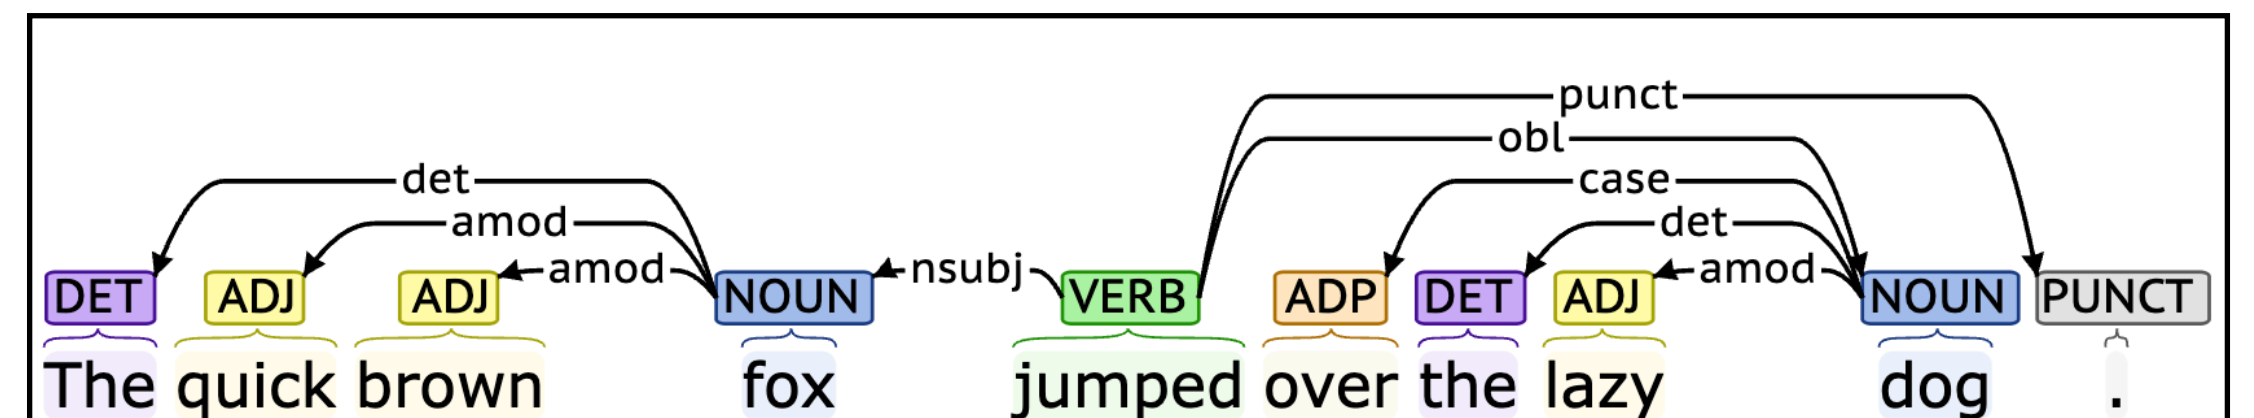 punct
obl
det case
amod det
amod nsubj amod
DET ADJ ADJ NOUN VERB ADP DET ADJ NOUN PUNCT
The quick brown fox jumped over the lazy dog .